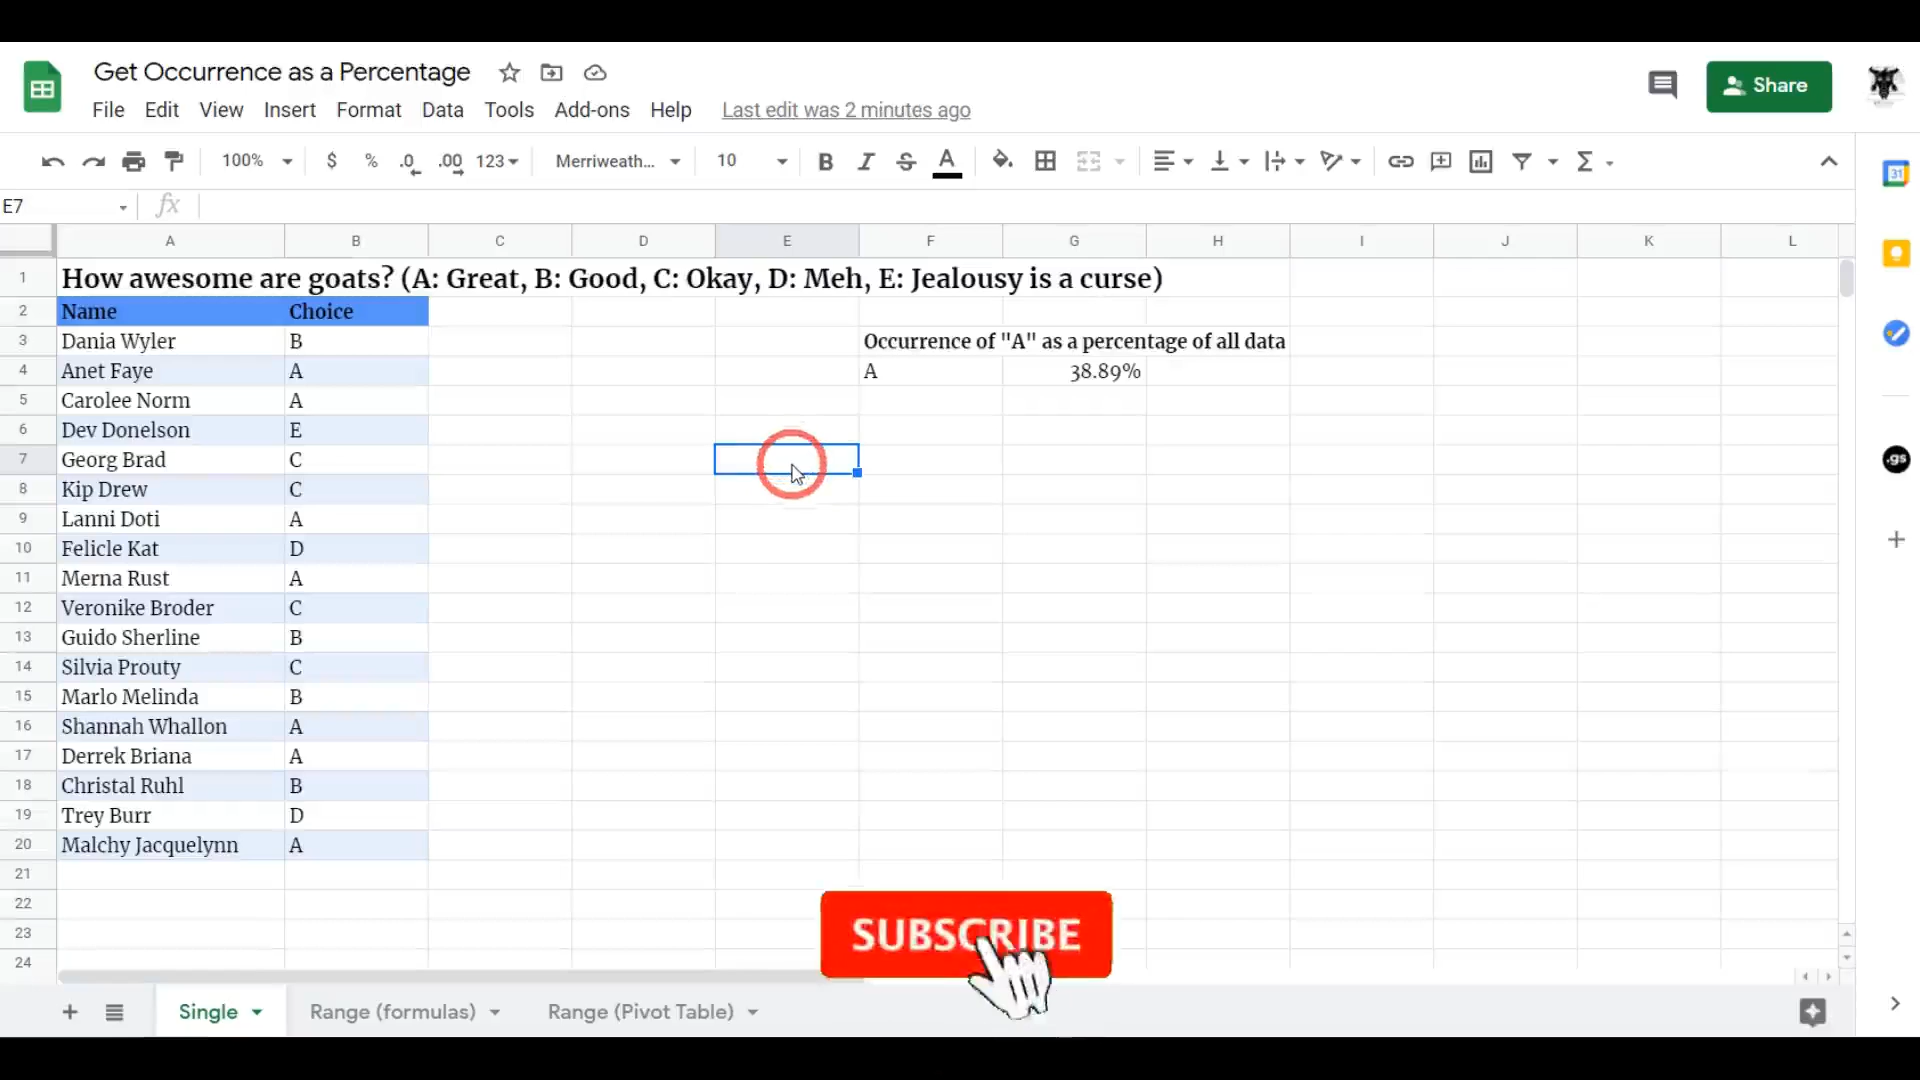 Get Occurrence as a Percentage
Share
File Edit View Insert Format Data Tools Add-ons Help Last edit was 2 minutes ago
100% $ % .0 .00 123 Merriweath... 10 B I S A Σ
31
E7 fx
A B C D E F G H I J K L
1 How awesome are goats? (A: Great, B: Good, C: Okay, D: Meh, E: Jealousy is a curse)
2 Name Choice
3 Dania Wyler B Occurrence of "A" as a percentage of all data
4 Anet Faye A A 38.89%
5 Carolee Norm A
6 Dev Donelson E
7 Georg Brad C
.gs
8 Kip Drew C
9 Lanni Doti A
10 Felicle Kat D
11 Merna Rust A
12 Veronike Broder C
13 Guido Sherline B
14 Silvia Prouty C
15 Marlo Melinda B
16 Shannah Whallon A
17 Derrek Briana A
18 Christal Ruhl B
19 Trey Burr D
20 Malchy Jacquelynn A
21
22
23
24
SUBSCRIBE
Single Range (formulas) Range (Pivot Table)